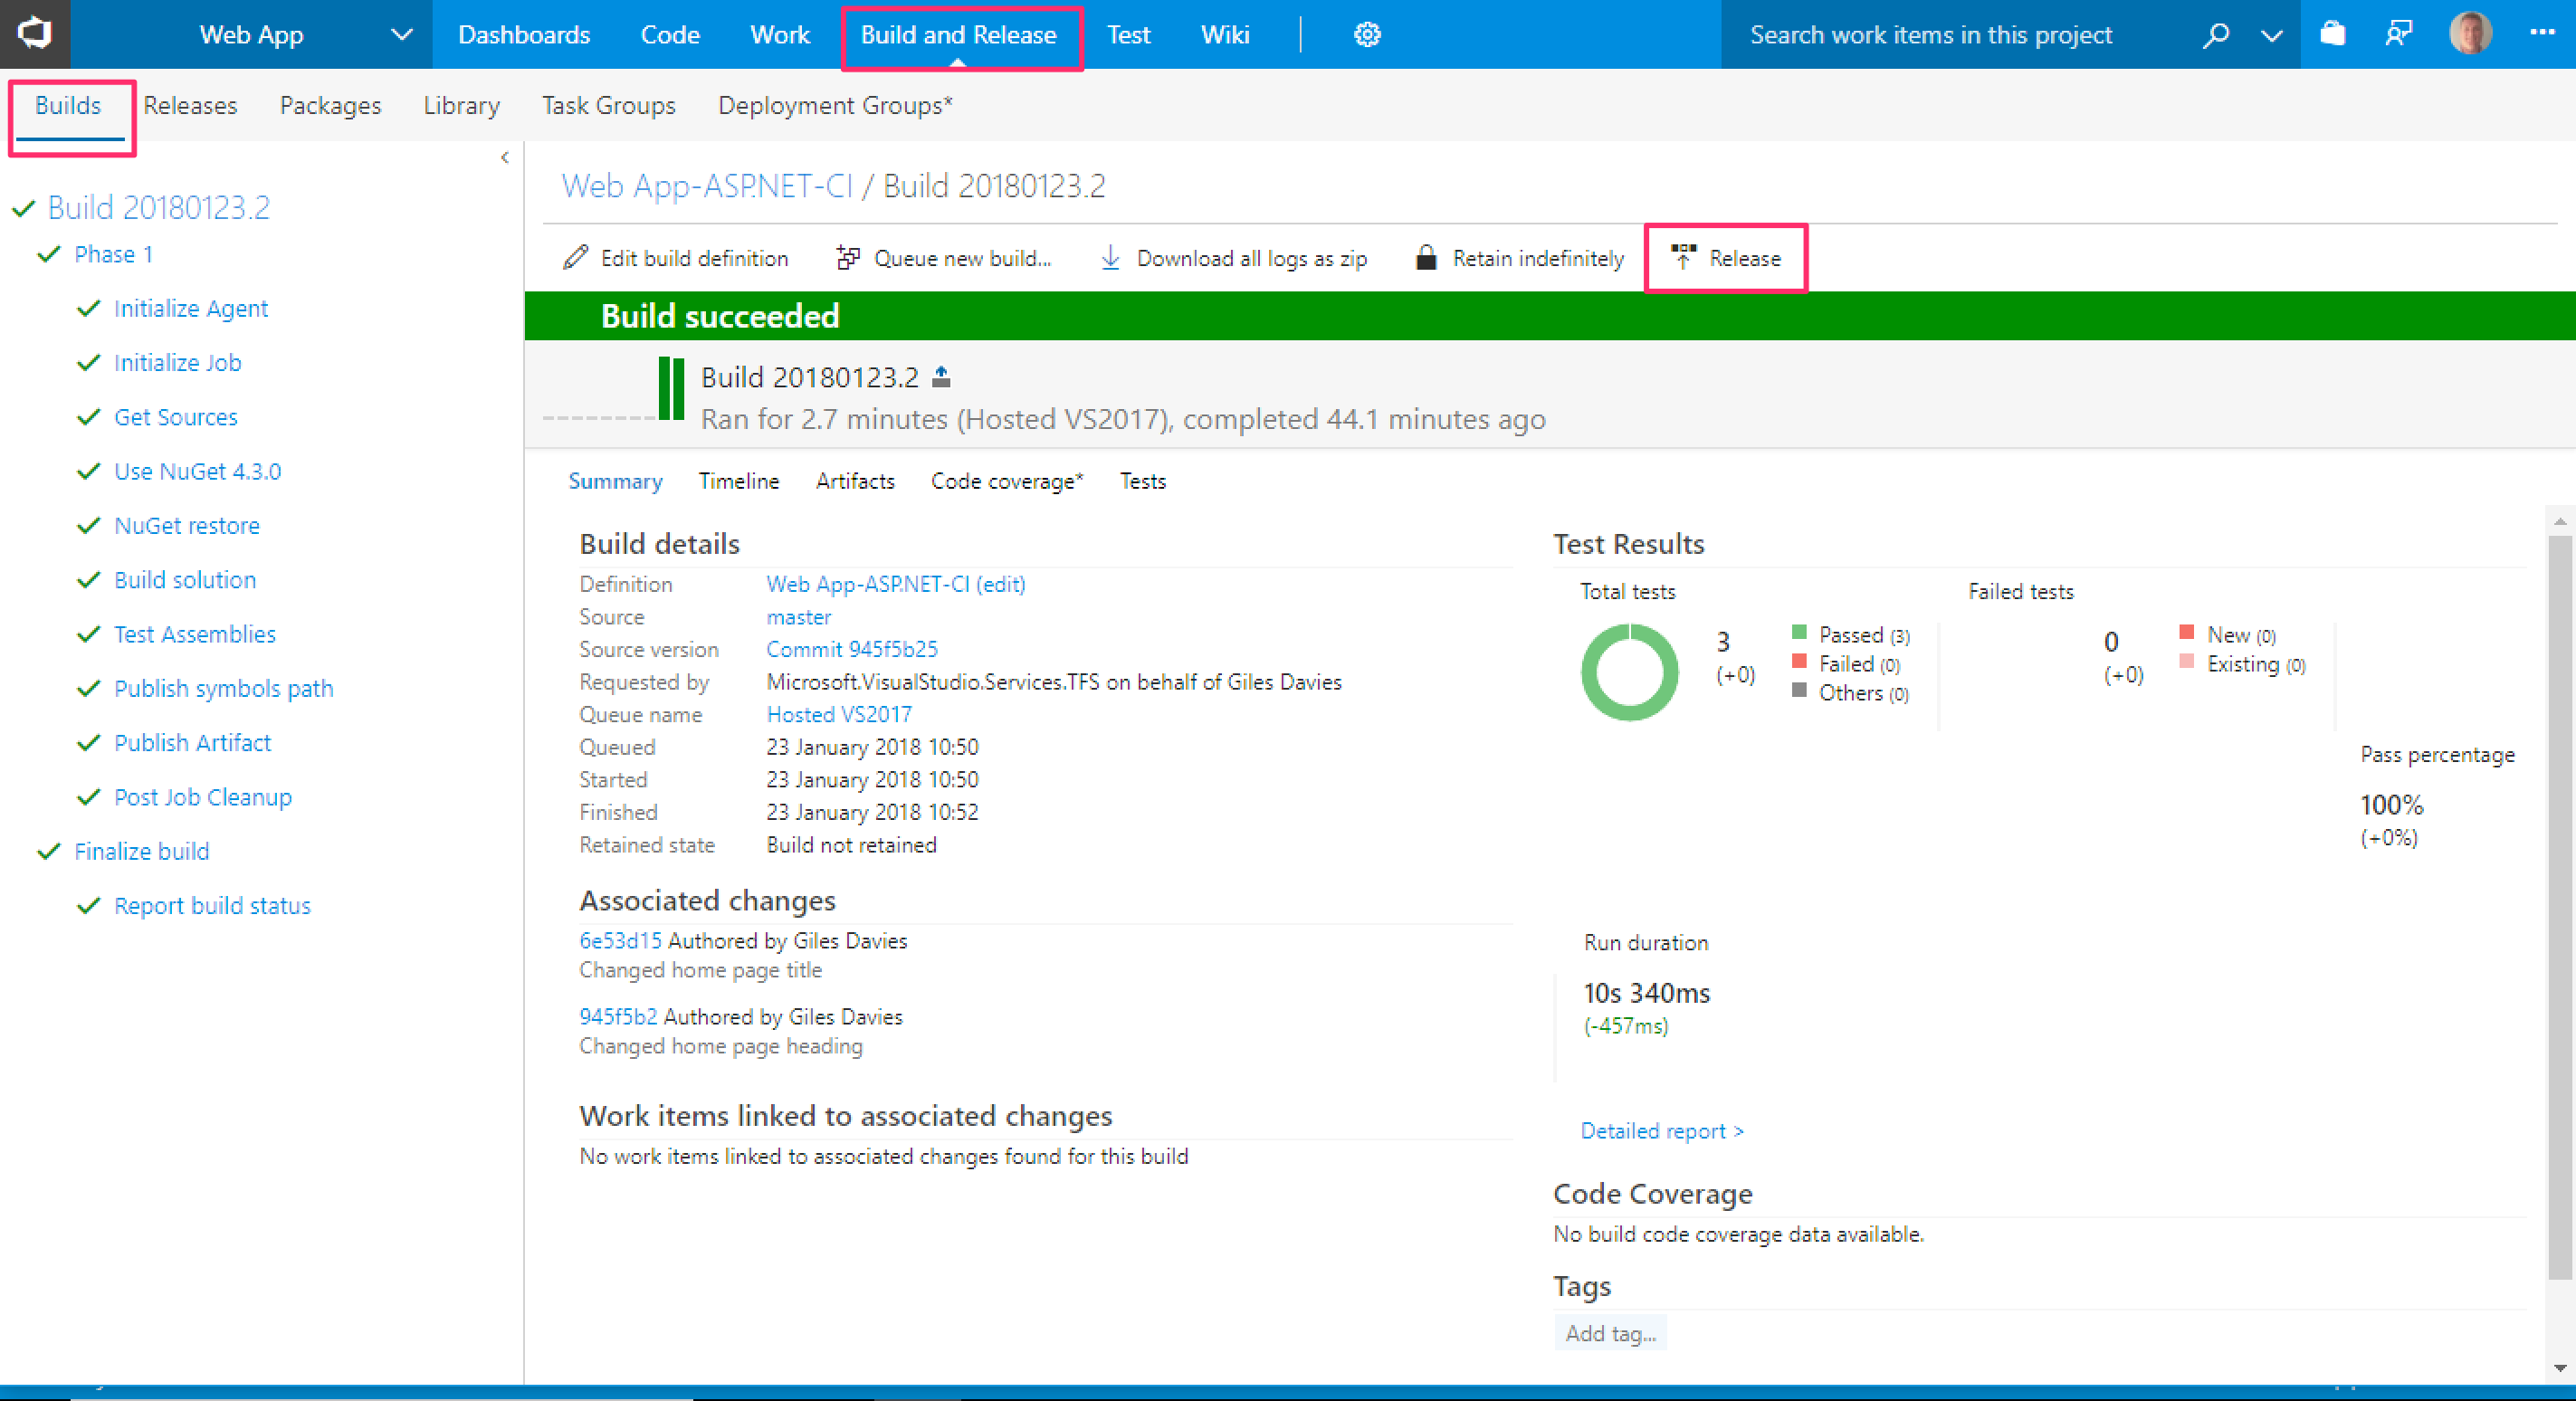 Web App Dashboards Code Work Build and Release Test Wiki Search work items in this project
Builds Releases Packages Library Task Groups Deployment Groups*
Build 20180123.2
Phase 1
Initialize Agent
Initialize Job
Get Sources
Use NuGet 4.3.0
NuGet restore
Build solution
Test Assemblies
Publish symbols path
Publish Artifact
Post Job Cleanup
Finalize build
Report build status
Web App-ASP.NET-CI / Build 20180123.2
Edit build definition Queue new build... Download all logs as zip Retain indefinitely Release
Build succeeded
Build 20180123.2
Ran for 2.7 minutes (Hosted VS2017), completed 44.1 minutes ago
Summary Timeline Artifacts Code coverage* Tests
Build details
Definition Web App-ASP.NET-CI (edit)
Source master
Source version Commit 945f5b25
Requested by Microsoft.VisualStudio.Services.TFS on behalf of Giles Davies
Queue name Hosted VS2017
Queued 23 January 2018 10:50
Started 23 January 2018 10:50
Finished 23 January 2018 10:52
Retained state Build not retained
Associated changes
6e53d15 Authored by Giles Davies
Changed home page title
945f5b2 Authored by Giles Davies
Changed home page heading
Work items linked to associated changes
No work items linked to associated changes found for this build
Test Results
Total tests
3
(+0)
Passed (3)
Failed (0)
Others (0)
Failed tests
0
(+0)
New (0)
Existing (0)
Pass percentage
100%
(+0%)
Run duration
10s 340ms
(-457ms)
Detailed report >
Code Coverage
No build code coverage data available.
Tags
Add tag...